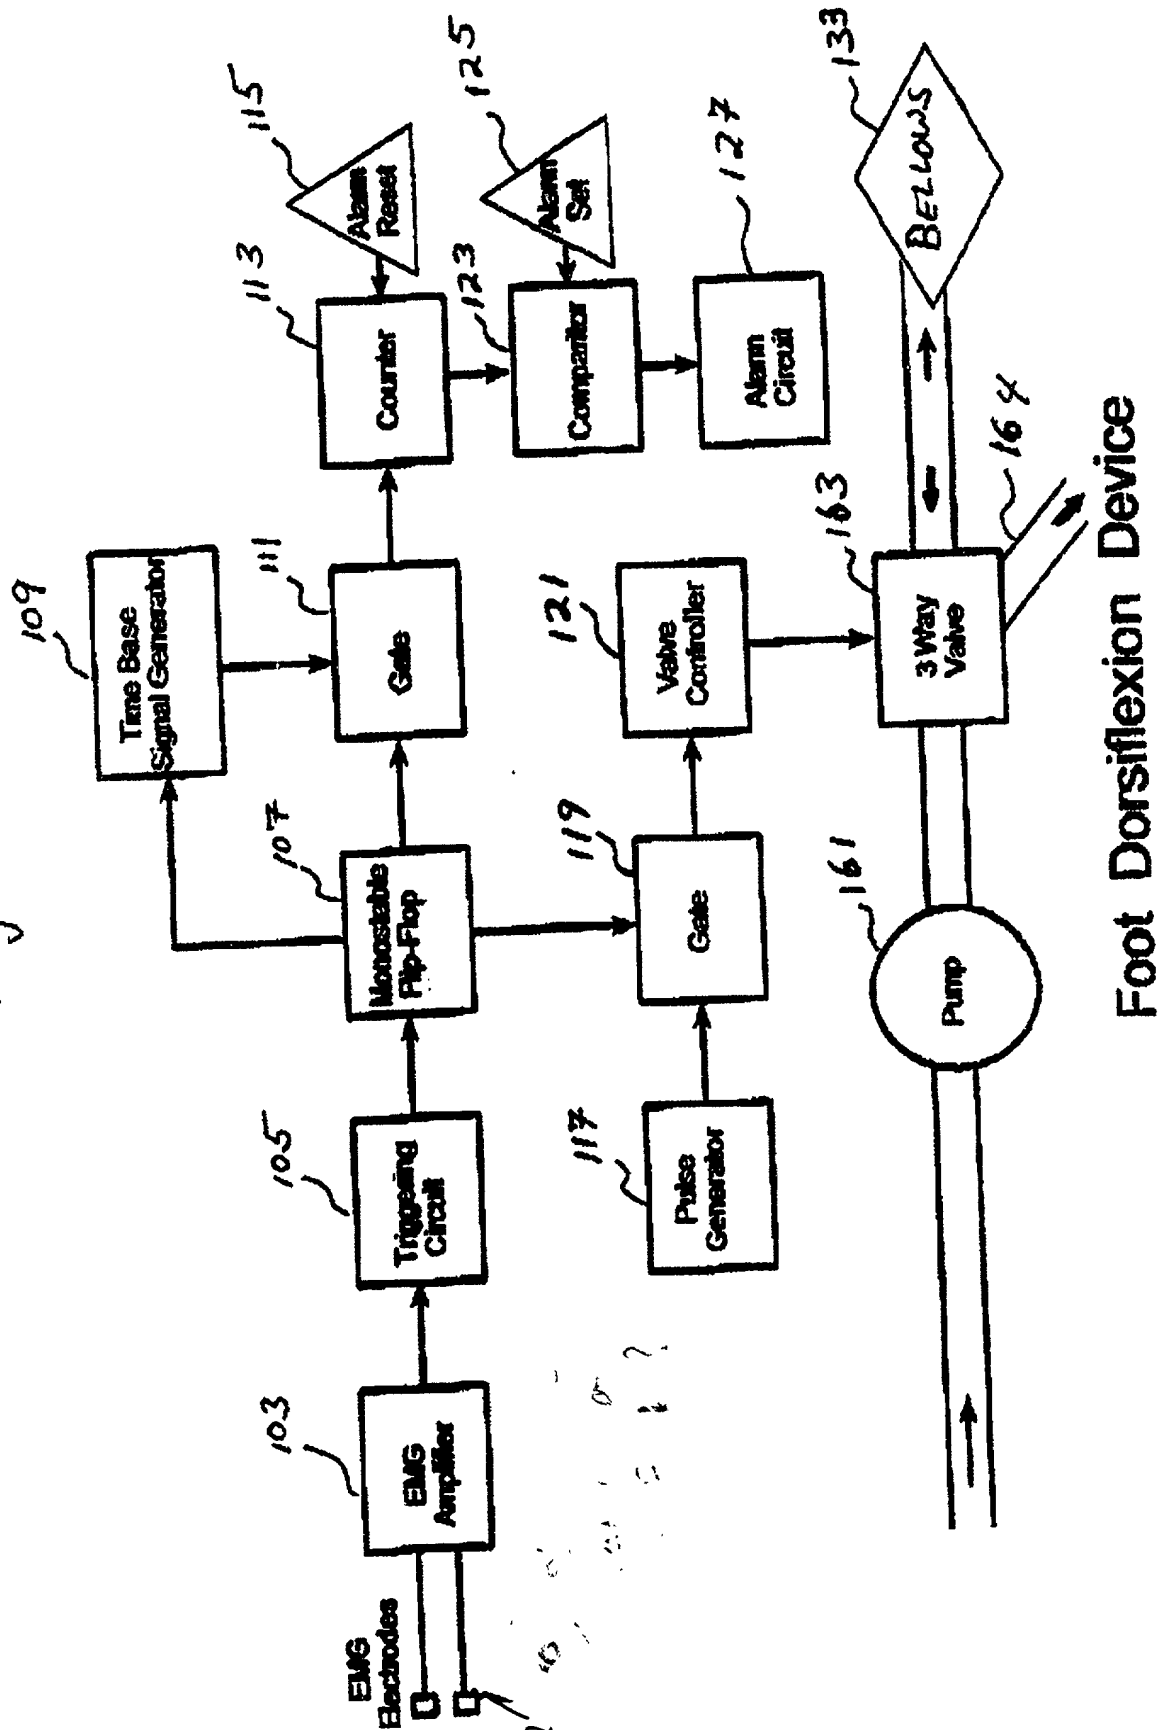 109
Time Base
Signal Generation
115
Alarm
Reset
113
Counter
111
Gate
107
Monostable
Flip-Flop
105
Triggering
Circuit
103
EMG
Amplifier
EMG
Electrodes
125
Alarm
Set
123
Comparitor
127
Alarm
Circuit
121
Valve
Controller
119
Gate
117
Pulse
Generator
133
BELLOWS
163
3 Way
Valve
164
161
Pump
Foot Dorsiflexion Device